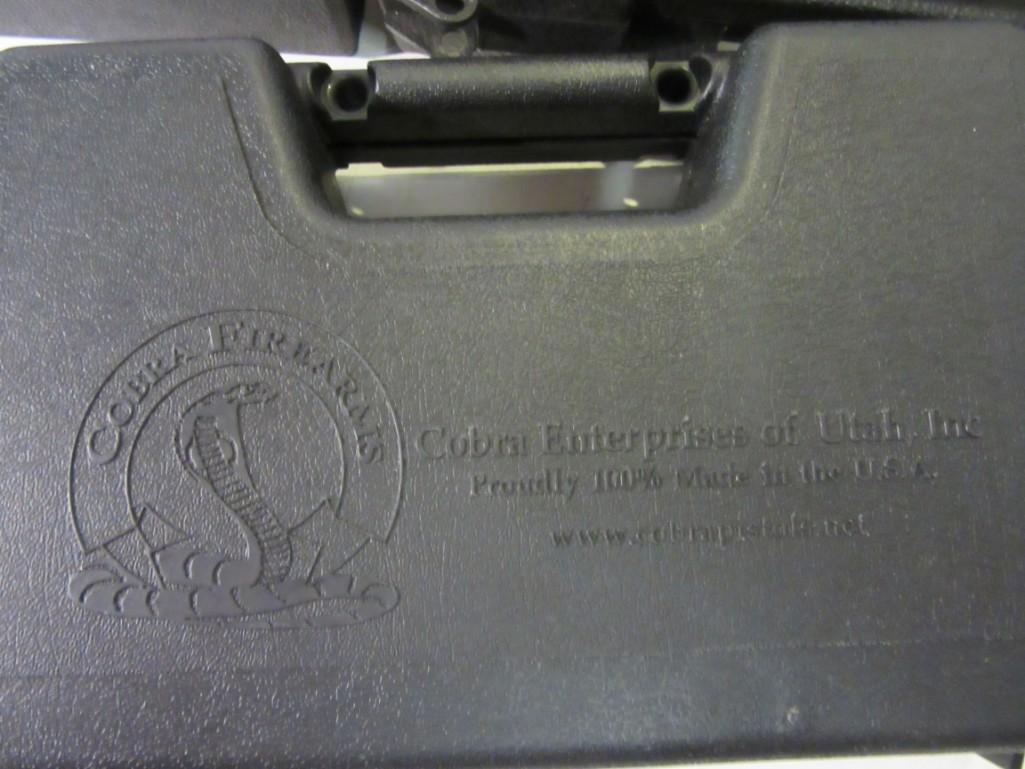 COBRA FIREARMS
Cobra Enterprises of Utah, Inc
Proudly 100% Made in the U.S.A.
www.cobrapistols.net